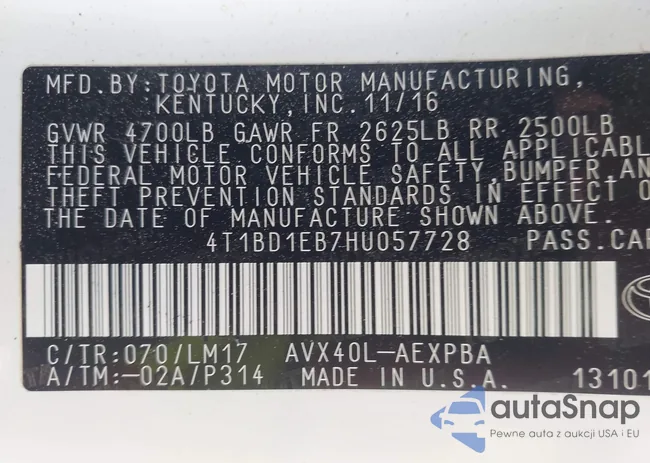 MFD.BY:TOYOTA MOTOR MANUFACTURING,
KENTUCKY,INC.11/16
GVWR 4700LB GAWR FR 2625LB RR 2500LB
THIS VEHICLE CONFORMS TO ALL APPLICABL
FEDERAL MOTOR VEHICLE SAFETY,BUMPER,AN
THEFT PREVENTION STANDARDS IN EFFECT O
THE DATE OF MANUFACTURE SHOWN ABOVE.
4T1BD1EB7HU057728 PASS.CAR
C/TR:070/LM17 AVX40L-AEXPBA
A/TM:-02A/P314 MADE IN U.S.A. 13101
autaSnap
Pewne auta z aukcji USA i EU